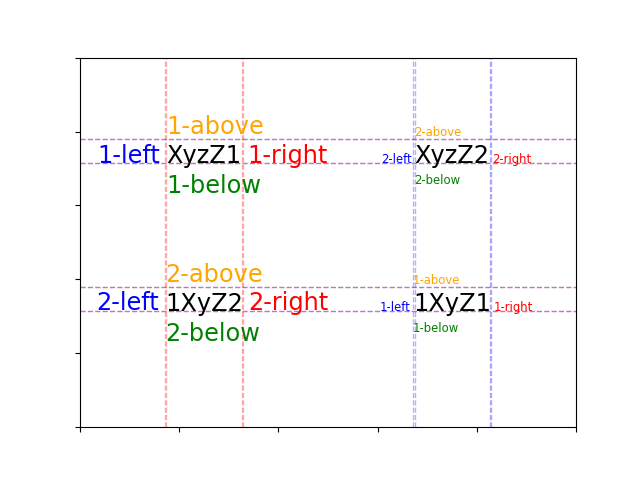 1-above 2-above
1-left XyzZ1 1-right 2-left XyzZ2 2-right
1-below 2-below
2-above 1-above
2-left 1XyZ2 2-right 1-left 1XyZ1 1-right
2-below 1-below